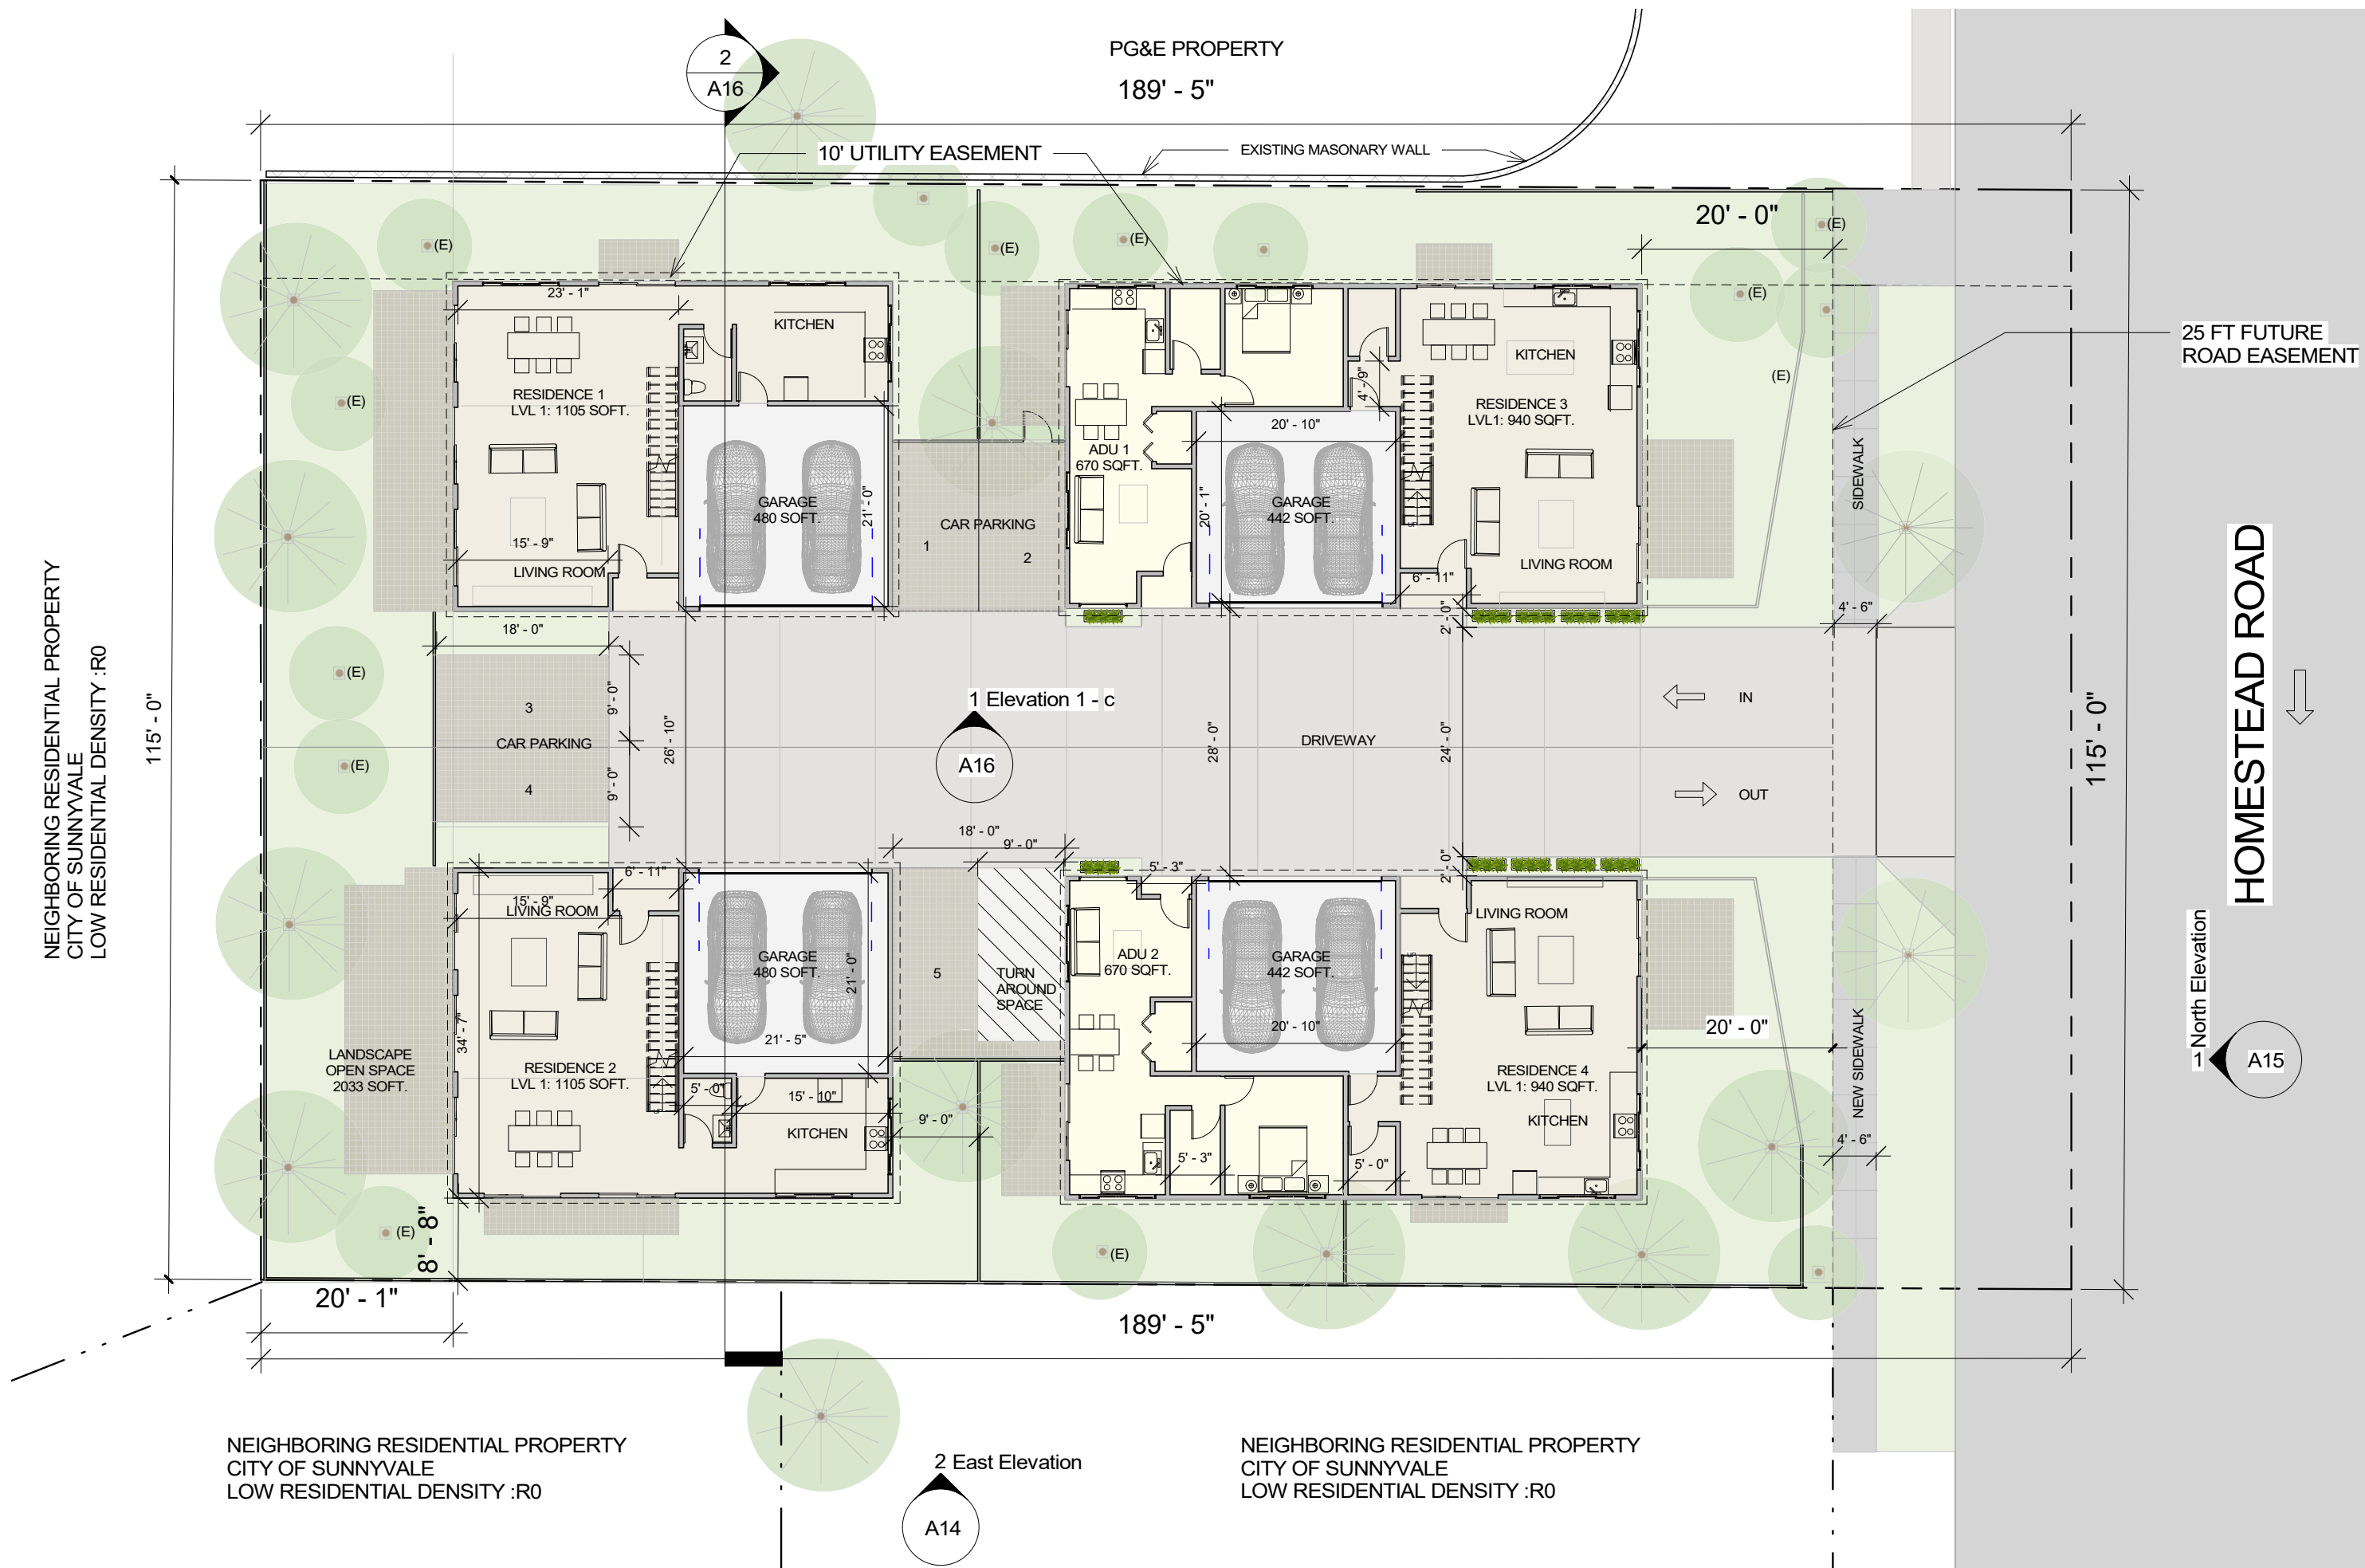 2
A16
PG&E PROPERTY
189' - 5"
10' UTILITY EASEMENT
EXISTING MASONARY WALL
20' - 0"
(E)
(E)
(E)
(E)
(E)
23' - 1"
KITCHEN
KITCHEN
25 FT FUTURE
ROAD EASEMENT
(E)
(E)
4' - 9"
RESIDENCE 1
LVL 1: 1105 SQFT.
RESIDENCE 3
LVL1: 940 SQFT.
20' - 10"
ADU 1
670 SQFT.
SIDEWALK
GARAGE
480 SQFT.
21' - 0"
20' - 1"
GARAGE
442 SQFT.
CAR PARKING
1
2
15' - 9"
LIVING ROOM
LIVING ROOM
6' - 11"
2' - 0"
4' - 6"
HOMESTEAD ROAD
NEIGHBORING RESIDENTIAL PROPERTY
CITY OF SUNNYVALE
LOW RESIDENTIAL DENSITY :R0
115' - 0"
18' - 0"
(E)
3
9' - 0"
1 Elevation 1 - c
IN
115' - 0"
26' - 10"
28' - 0"
24' - 0"
CAR PARKING
DRIVEWAY
A16
(E)
4
9' - 0"
OUT
18' - 0"
9' - 0"
5' - 3"
2' - 0"
6' - 11"
15' - 9"
LIVING ROOM
LIVING ROOM
GARAGE
480 SQFT.
21' - 0"
5
TURN
AROUND
SPACE
ADU 2
670 SQFT.
GARAGE
442 SQFT.
North Elevation
1
A15
34' - 7"
21' - 5"
20' - 10"
20' - 0"
LANDSCAPE
OPEN SPACE
2033 SQFT.
RESIDENCE 2
LVL 1: 1105 SQFT.
RESIDENCE 4
LVL 1: 940 SQFT.
NEW SIDEWALK
5' - 0"
15' - 10"
KITCHEN
9' - 0"
KITCHEN
4' - 6"
5' - 3"
5' - 0"
(E)
8' - 8"
(E)
20' - 1"
189' - 5"
NEIGHBORING RESIDENTIAL PROPERTY
CITY OF SUNNYVALE
LOW RESIDENTIAL DENSITY :R0
2 East Elevation
A14
NEIGHBORING RESIDENTIAL PROPERTY
CITY OF SUNNYVALE
LOW RESIDENTIAL DENSITY :R0